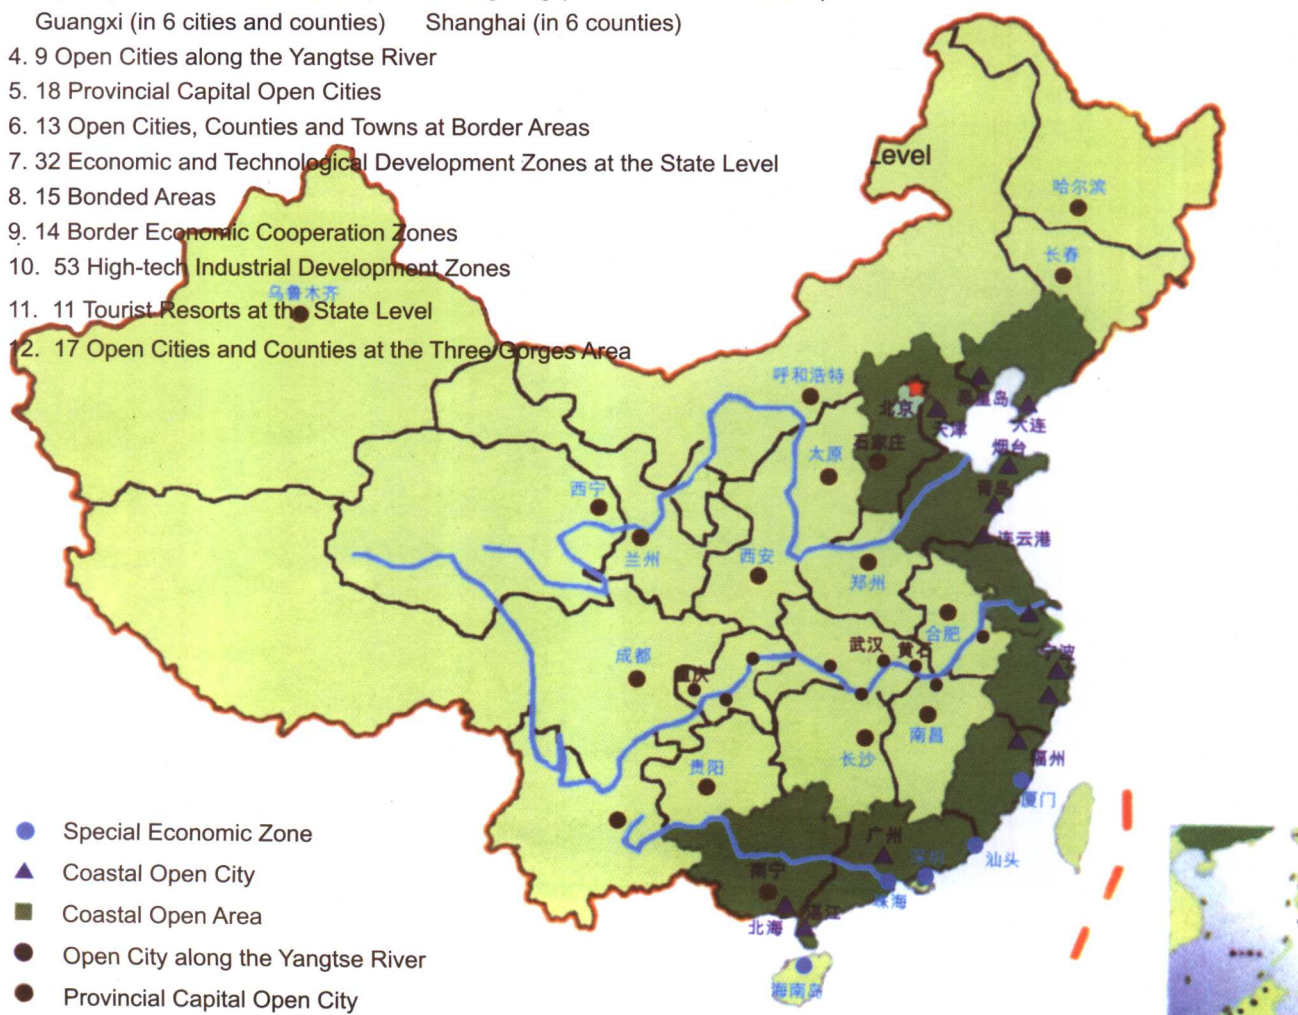 Guangxi (in 6 cities and counties) Shanghai (in 6 counties)
4. 9 Open Cities along the Yangtse River
5. 18 Provincial Capital Open Cities
6. 13 Open Cities, Counties and Towns at Border Areas
7. 32 Economic and Technological Development Zones at the State Level
Level
8. 15 Bonded Areas
哈尔滨
9. 14 Border Economic Cooperation Zones
长春
10. 53 High-tech Industrial Development Zones
乌鲁木齐
11. 11 Tourist Resorts at the State Level
12. 17 Open Cities and Counties at the Three Gorges Area
呼和浩特
北京
秦皇岛
天津
大连
太原
石家庄
烟台
西宁
青岛
兰州
西安
郑州
连云港
成都
重庆
武汉
黄石
合肥
宁波
贵阳
长沙
南昌
福州
厦门
Special Economic Zone
广州
深圳
汕头
Coastal Open City
南宁
珠海
Coastal Open Area
北海
湛江
Open City along the Yangtse River
海南岛
Provincial Capital Open City